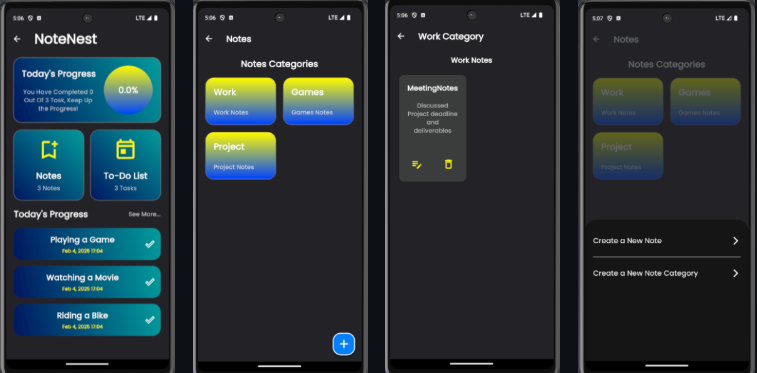 5:06 LTE
NoteNest
Today's Progress
You Have Completed 0
Out Of 3 Task, Keep Up
the Progress!
0.0%
Notes
3 Notes
To-Do List
3 Tasks
Today's Progress
See More...
Playing a Game
Feb 4, 2025 17:04
Watching a Movie
Feb 4, 2025 17:04
Riding a Bike
Feb 4, 2025 17:04
5:06 LTE
Notes
Notes Categories
Work
Work Notes
Games
Games Notes
Project
Project Notes
5:06 LTE
Work Category
Work Notes
MeetingNotes
Discussed
Project deadline
and
deliverables
5:07 LTE
Notes
Notes Categories
Work
Work Notes
Games
Games Notes
Project
Project Notes
Create a New Note
Create a New Note Category